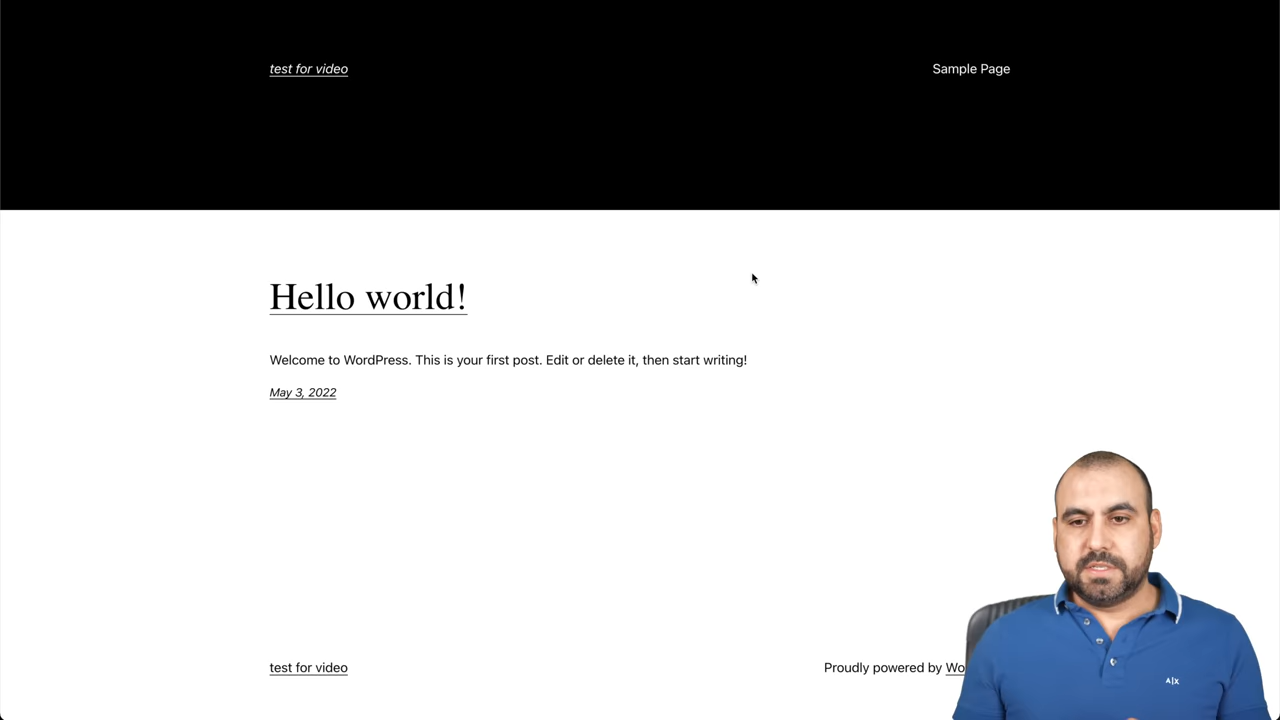 test for video
Sample Page
Hello world!
Welcome to WordPress. This is your first post. Edit or delete it, then start writing!
May 3, 2022
test for video
Proudly powered by Wo
A|X